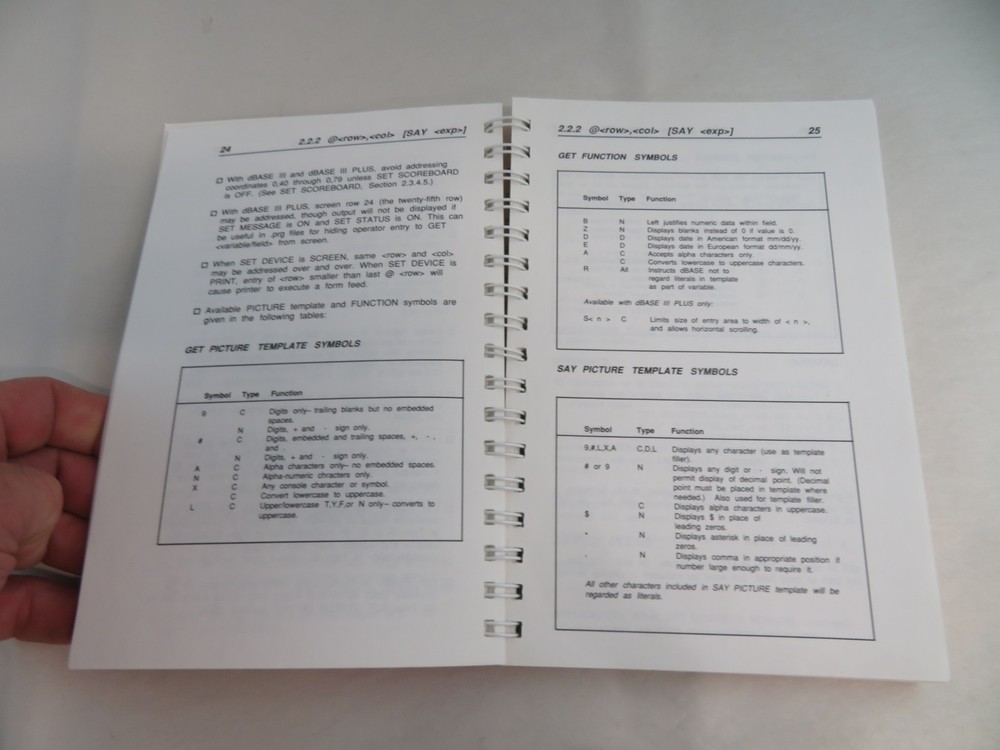 24 2.2.2 @<row>,<col> [SAY <exp>]
☐ With dBASE III and dBASE III PLUS, avoid addressing
coordinates 0,40 through 0,79 unless SET SCOREBOARD
is OFF. (See SET SCOREBOARD, Section 2.3.4.5.)
☐ With dBASE III PLUS, screen row 24 (the twenty-fifth row)
may be addressed, though output will not be displayed if
SET MESSAGE is ON and SET STATUS is ON. This can
be useful in .prg files for hiding operator entry to GET
<variable/field> from screen.
☐ When SET DEVICE is SCREEN, same <row> and <col>
may be addressed over and over. When SET DEVICE is
PRINT, entry of <row> smaller than last @ <row> will
cause printer to execute a form feed.
☐ Available PICTURE template and FUNCTION symbols are
given in the following tables:
GET PICTURE TEMPLATE SYMBOLS
Symbol Type Function
9 C Digits only– trailing blanks but no embedded
spaces.
N Digits, + and - sign only.
# C Digits, embedded and trailing spaces, +, - ,
and .
N Digits, + and - sign only.
A C Alpha characters only– no embedded spaces.
N C Alpha-numeric chracters only.
X C Any console character or symbol.
C Convert lowercase to uppercase.
L C Upper/lowercase T,Y,F,or N only– converts to
uppercase.
2.2.2 @<row>,<col> [SAY <exp>] 25
GET FUNCTION SYMBOLS
Symbol Type Function
B N Left justifies numeric data within field.
Z N Displays blanks instead of 0 if value is 0.
D D Displays date in American format mm/dd/yy.
E D Displays date in European format dd/mm/yy.
A C Accepts alpha characters only.
C Converts lowercase to uppercase characters.
R All Instructs dBASE not to
regard literals in template
as part of variable.
Available with dBASE III PLUS only:
S< n > C Limits size of entry area to width of < n >,
and allows horizontal scrolling.
SAY PICTURE TEMPLATE SYMBOLS
Symbol Type Function
9,#,L,X,A C,D,L Displays any character (use as template
filler).
# or 9 N Displays any digit or - sign. Will not
permit display of decimal point. (Decimal
point must be placed in template where
needed.) Also used for template filler.
C Displays alpha characters in uppercase.
$ N Displays $ in place of
leading zeros.
* N Displays asterisk in place of leading
zeros.
, N Displays comma in appropriate position if
number large enough to require it.
All other characters included in SAY PICTURE template will be
regarded as literals.